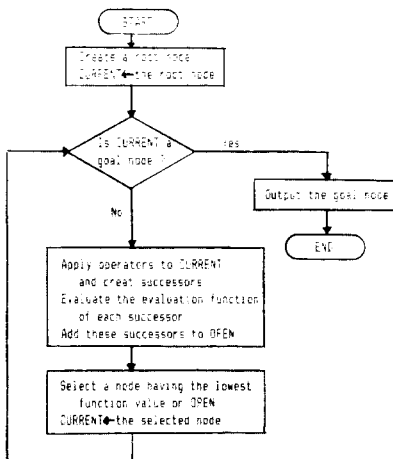 START
Create a root node
CURRENT←the root node
Is CURRENT a
goal node ?
Yes
Output the goal node
END
No
Apply operators to CURRENT
and creat successors
Evaluate the evaluation function
of each successor
Add these successors to OPEN
Select a node having the lowest
function value or OPEN
CURRENT←the selected node